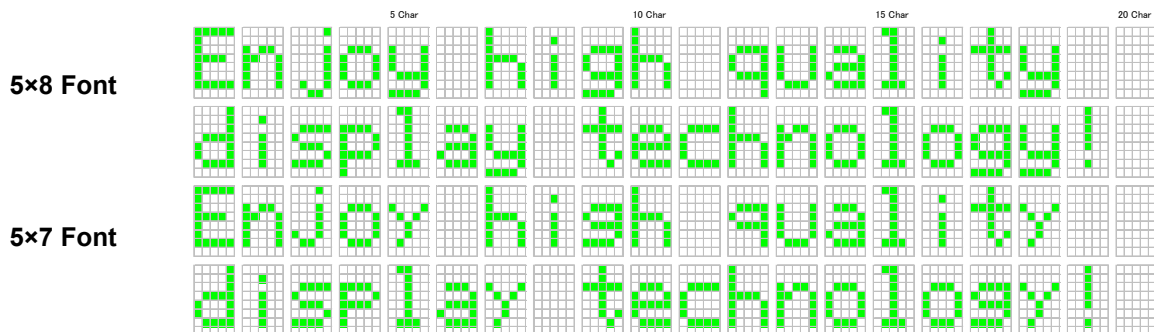 5 Char 10 Char 15 Char 20 Char
5×8 Font
Enjoy high quality
display technology!
5×7 Font
Enjoy high quality
display technology!